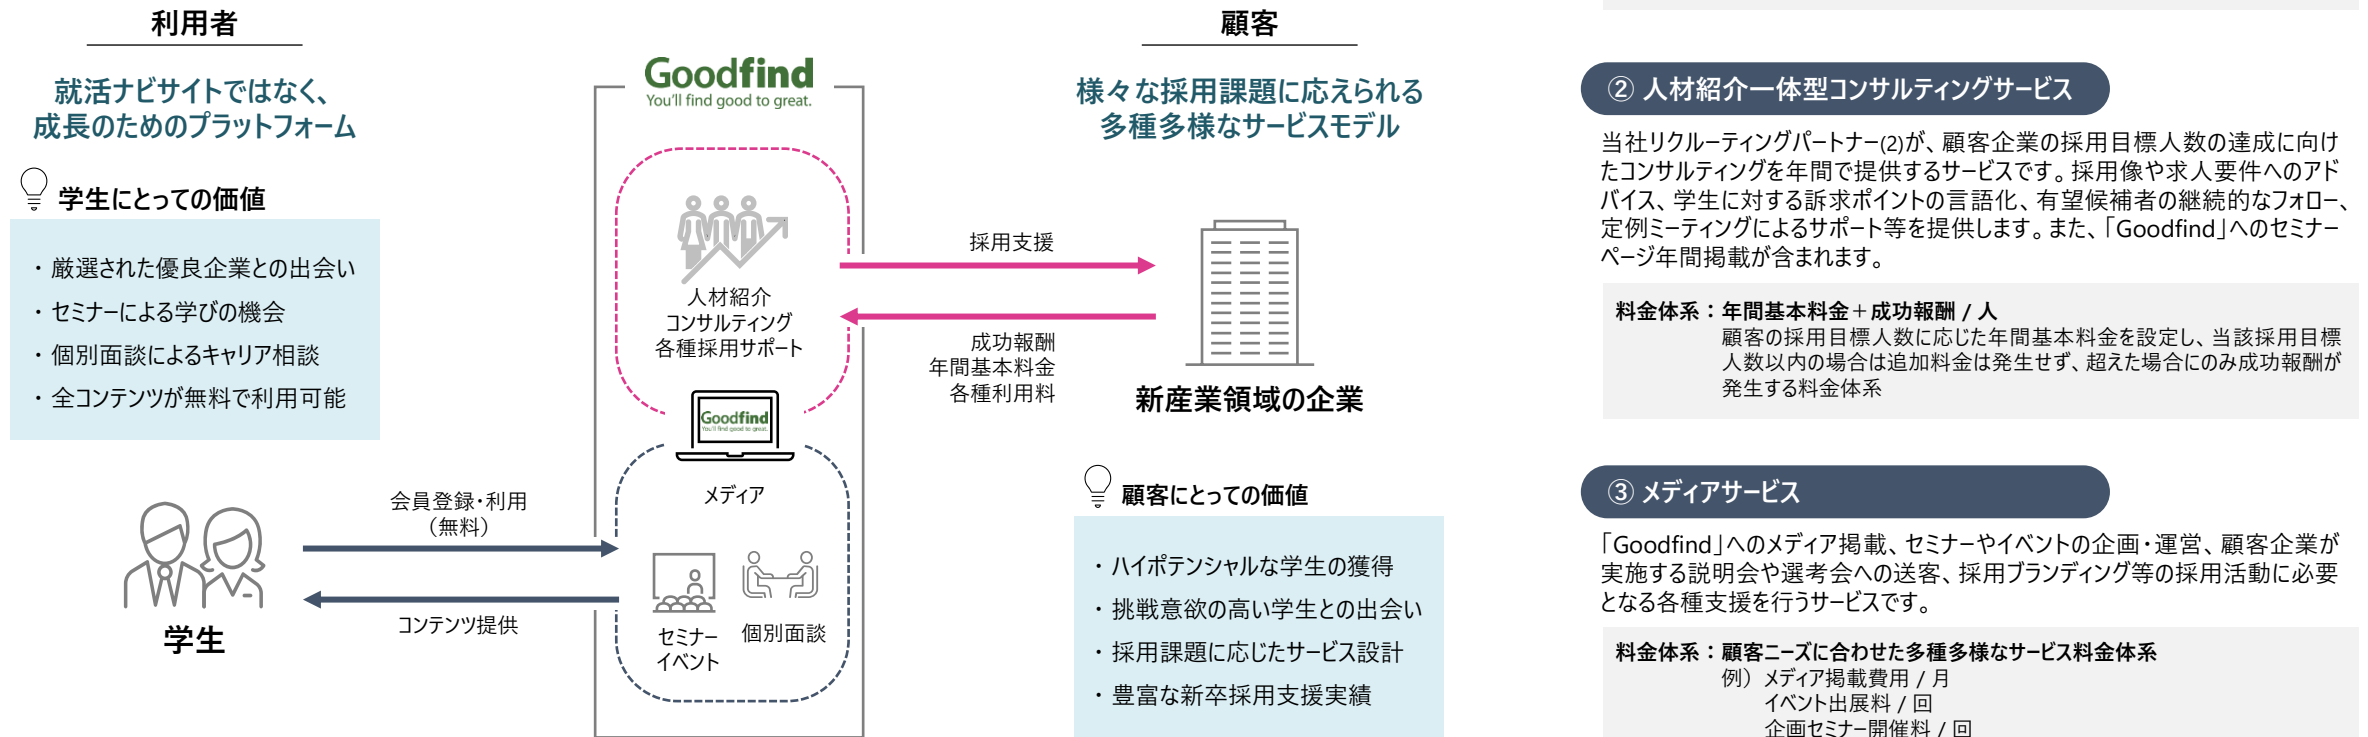 利用者
就活ナビサイトではなく、
成長のためのプラットフォーム
学生にとっての価値
・厳選された優良企業との出会い
・セミナーによる学びの機会
・個別面談によるキャリア相談
・全コンテンツが無料で利用可能
学生
会員登録・利用
（無料）
コンテンツ提供
Goodfind
You'll find good to great.
人材紹介
コンサルティング
各種採用サポート
Goodfind
You'll find good to great.
メディア
セミナー
イベント
個別面談
採用支援
成功報酬
年間基本料金
各種利用料
顧客
様々な採用課題に応えられる
多種多様なサービスモデル
新産業領域の企業
顧客にとっての価値
・ハイポテンシャルな学生の獲得
・挑戦意欲の高い学生との出会い
・採用課題に応じたサービス設計
・豊富な新卒採用支援実績
② 人材紹介一体型コンサルティングサービス
当社リクルーティングパートナー(2)が、顧客企業の採用目標人数の達成に向け
たコンサルティングを年間で提供するサービスです。採用像や求人要件へのアド
バイス、学生に対する訴求ポイントの言語化、有望候補者の継続的なフォロー、
定例ミーティングによるサポート等を提供します。また、「Goodfind」へのセミナー
ページ年間掲載が含まれます。
料金体系：年間基本料金＋成功報酬 / 人
顧客の採用目標人数に応じた年間基本料金を設定し、当該採用目標
人数以内の場合は追加料金は発生せず、超えた場合にのみ成功報酬が
発生する料金体系
③ メディアサービス
「Goodfind」へのメディア掲載、セミナーやイベントの企画・運営、顧客企業が
実施する説明会や選考会への送客、採用ブランディング等の採用活動に必要
となる各種支援を行うサービスです。
料金体系：顧客ニーズに合わせた多種多様なサービス料金体系
例）メディア掲載費用 / 月
イベント出展料 / 回
企画セミナー開催料 / 回